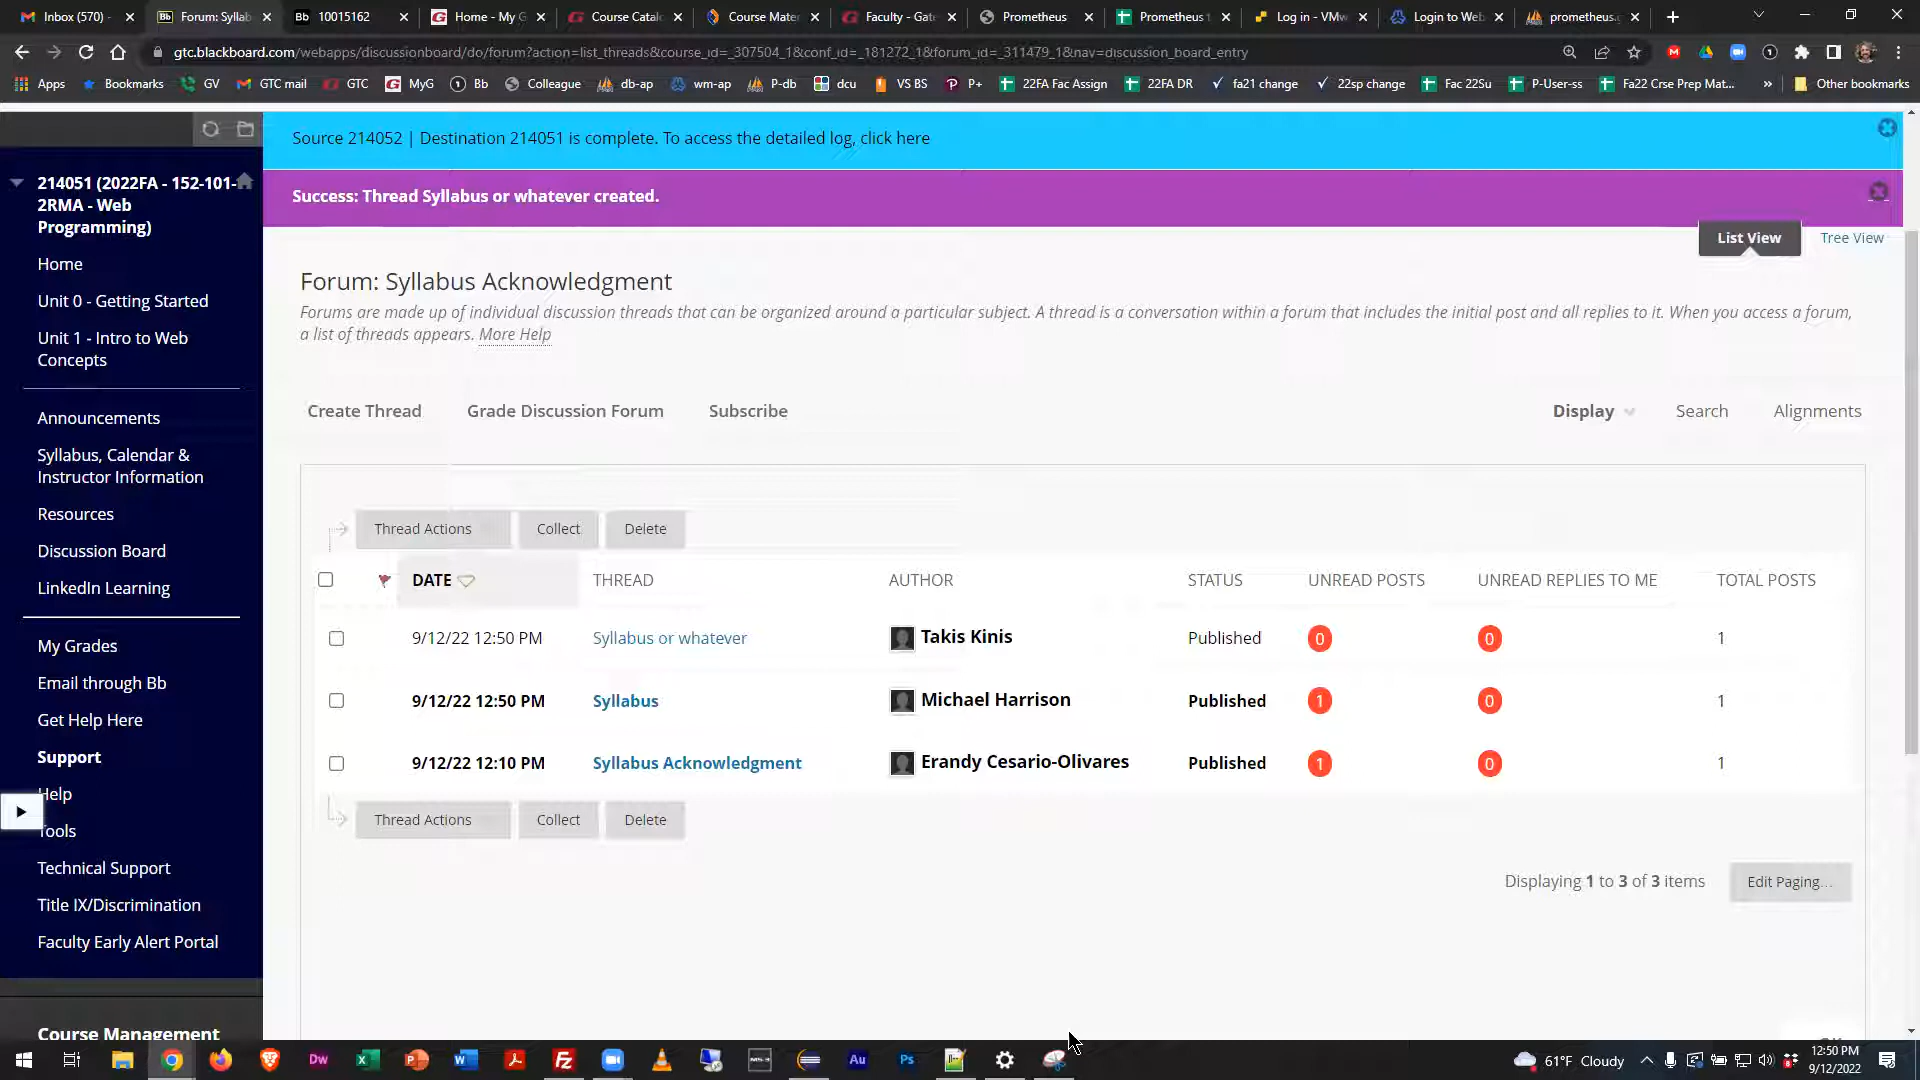 Inbox (570) -
Forum: Syllab
10015162
Home - My G
Course Catal
Course Mater
Faculty - Gat
Prometheus
Prometheus t
Log in - VMw
Login to Web
prometheus.
gtc.blackboard.com/webapps/discussionboard/do/forum?action=list_threads&course_id=_307504_1&conf_id=_181272_1&forum_id=_311479_1&nav=discussion_board_entry
Apps
Bookmarks
GV
GTC mail
GTC
MyG
Bb
Colleague
db-ap
wm-ap
P-db
dcu
VS BS
P+
22FA Fac Assign
22FA DR
fa21 change
22sp change
Fac 22Su
P-User-ss
Fa22 Crse Prep Mat...
»
Other bookmarks
Source 214052 | Destination 214051 is complete. To access the detailed log, click here
Success: Thread Syllabus or whatever created.
214051 (2022FA - 152-101-
2RMA - Web
Programming)
Home
Unit 0 - Getting Started
Unit 1 - Intro to Web
Concepts
Announcements
Syllabus, Calendar &
Instructor Information
Resources
Discussion Board
LinkedIn Learning
My Grades
Email through Bb
Get Help Here
Support
Help
Tools
Technical Support
Title IX/Discrimination
Faculty Early Alert Portal
Course Management
List View
Tree View
Forum: Syllabus Acknowledgment
Forums are made up of individual discussion threads that can be organized around a particular subject. A thread is a conversation within a forum that includes the initial post and all replies to it. When you access a forum,
a list of threads appears. More Help
Create Thread
Grade Discussion Forum
Subscribe
Display
Search
Alignments
Thread Actions
Collect
Delete
DATE
THREAD
AUTHOR
STATUS
UNREAD POSTS
UNREAD REPLIES TO ME
TOTAL POSTS
9/12/22 12:50 PM
Syllabus or whatever
Takis Kinis
Published
0
0
1
9/12/22 12:50 PM
Syllabus
Michael Harrison
Published
1
0
1
9/12/22 12:10 PM
Syllabus Acknowledgment
Erandy Cesario-Olivares
Published
1
0
1
Thread Actions
Collect
Delete
Displaying 1 to 3 of 3 items
Edit Paging...
61°F Cloudy
12:50 PM
9/12/2022